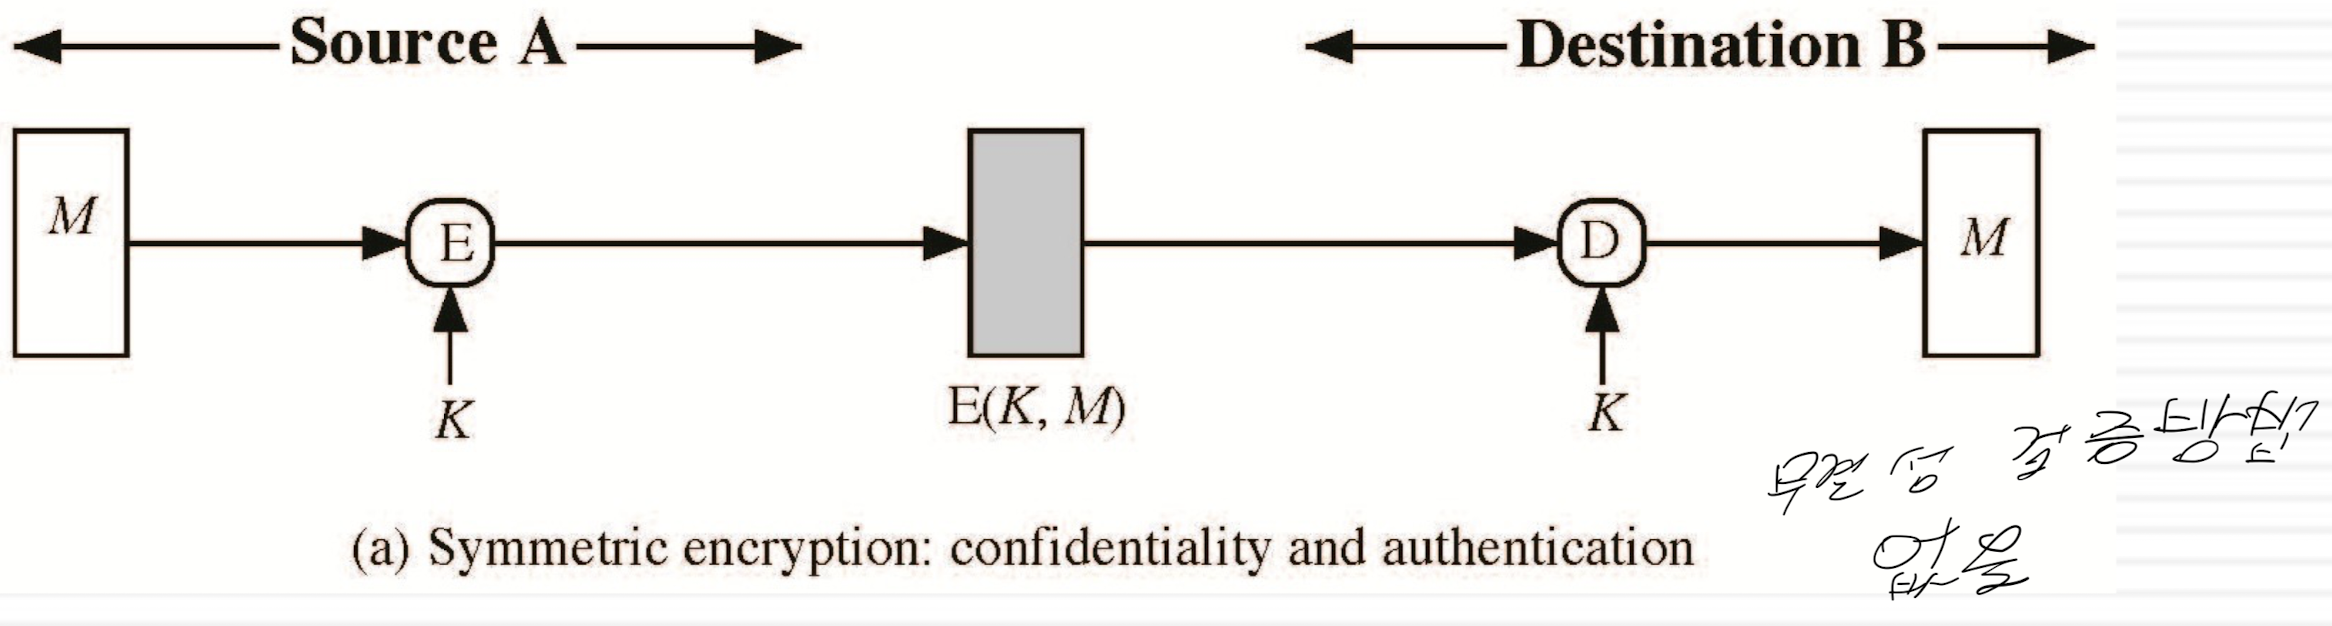 Source A
Destination B
M
E
D
M
K
E(K, M)
K
무결성 검증방법
없음
(a) Symmetric encryption: confidentiality and authentication